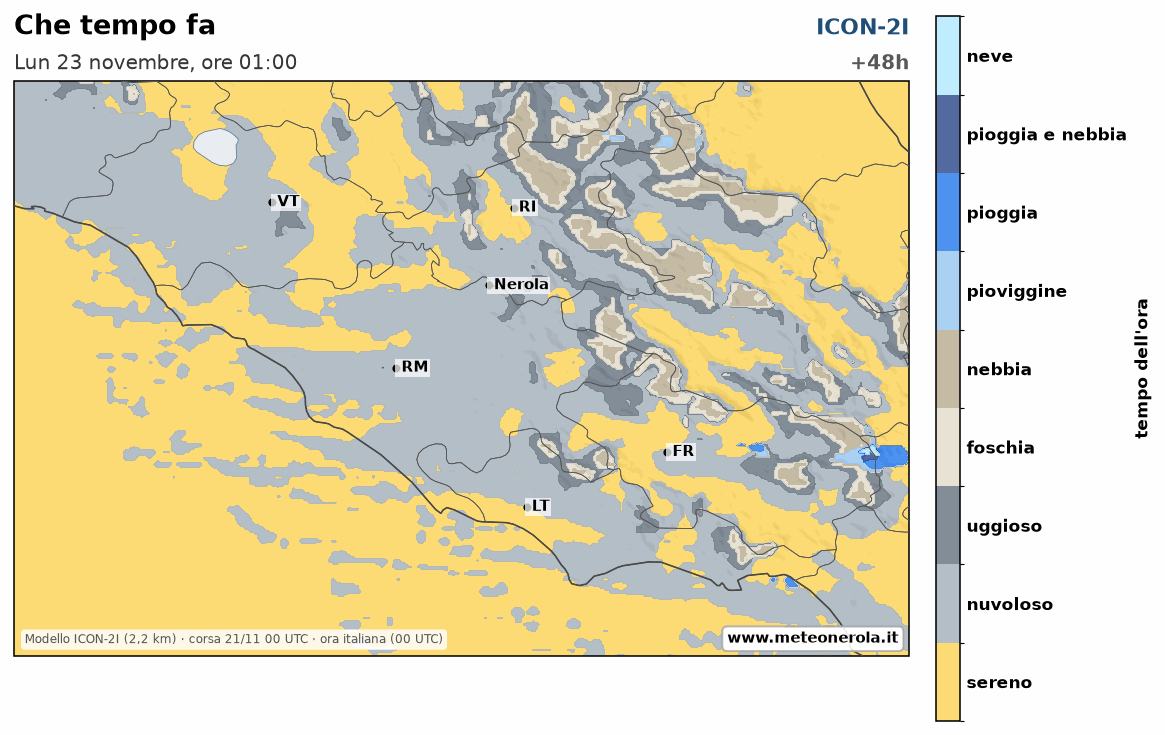 Che tempo fa
ICON-2I
Lun 23 novembre, ore 01:00
+48h
neve
pioggia e nebbia
pioggia
pioviggine
nebbia
foschia
uggioso
nuvoloso
sereno
tempo dell'ora
VT
RI
Nerola
RM
FR
LT
Modello ICON-2I (2,2 km) · corsa 21/11 00 UTC · ora italiana (00 UTC)
www.meteonerola.it